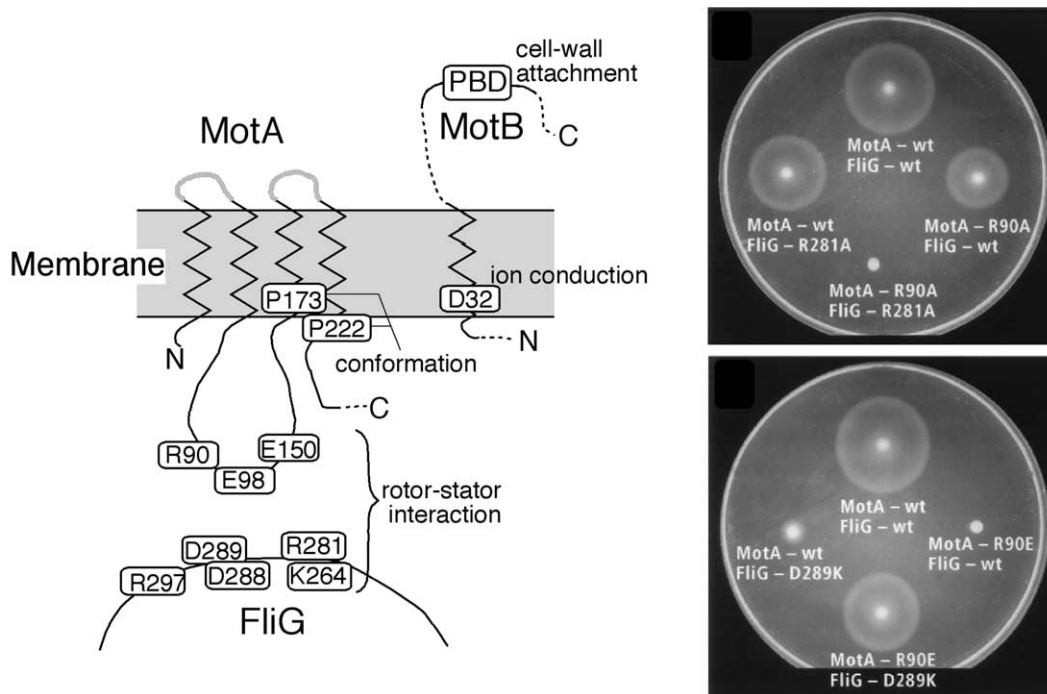 cell-wall
attachment
PBD
MotB
C
MotA
Membrane
ion conduction
P173
D32
P222
N
N
conformation
C
R90
E150
E98
rotor-stator
interaction
D289
R281
R297
D288
K264
FliG
MotA – wt
FliG – wt
MotA – wt
FliG – R281A
MotA – R90A
FliG – wt
MotA – R90A
FliG – R281A
MotA – wt
FliG – wt
MotA – wt
FliG – D289K
MotA – R90E
FliG – wt
MotA – R90E
FliG – D289K